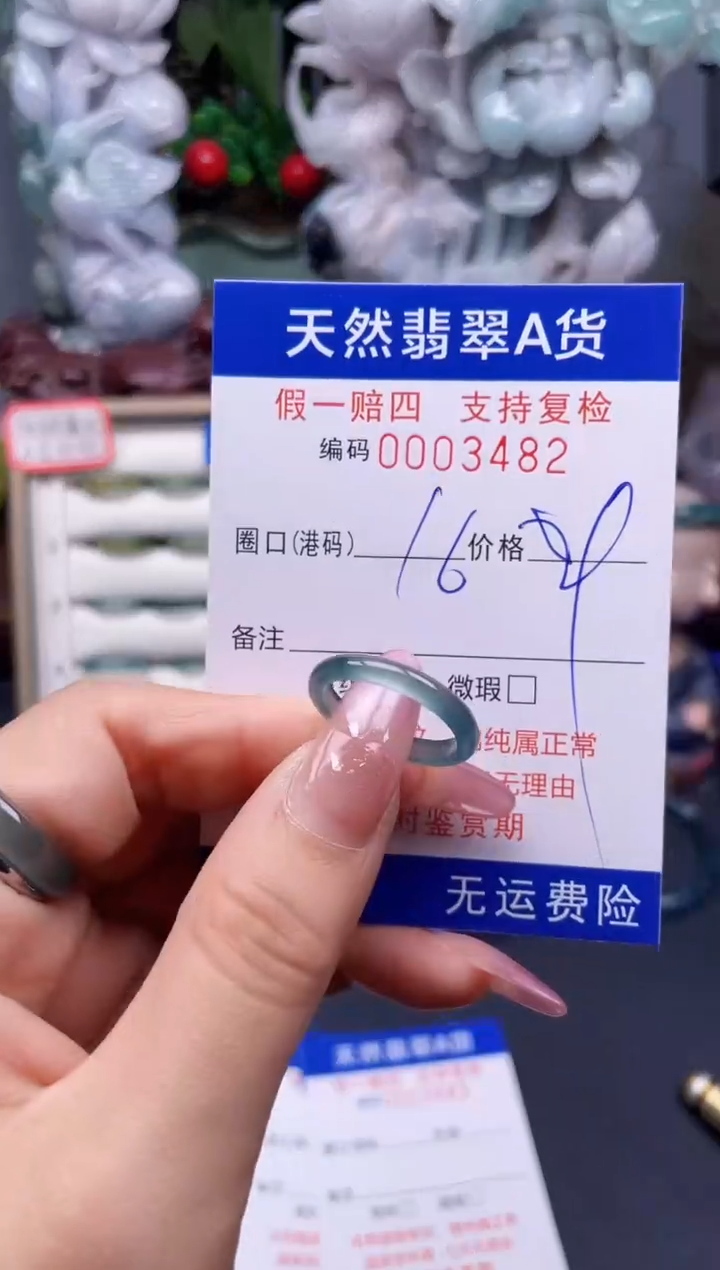 天然翡翠A货
假一赔四 支持复检
编码 0003482
圈口(港码) 16 价格
备注
微瑕□
纯属正常
无理由
时鉴赏期
无运费险